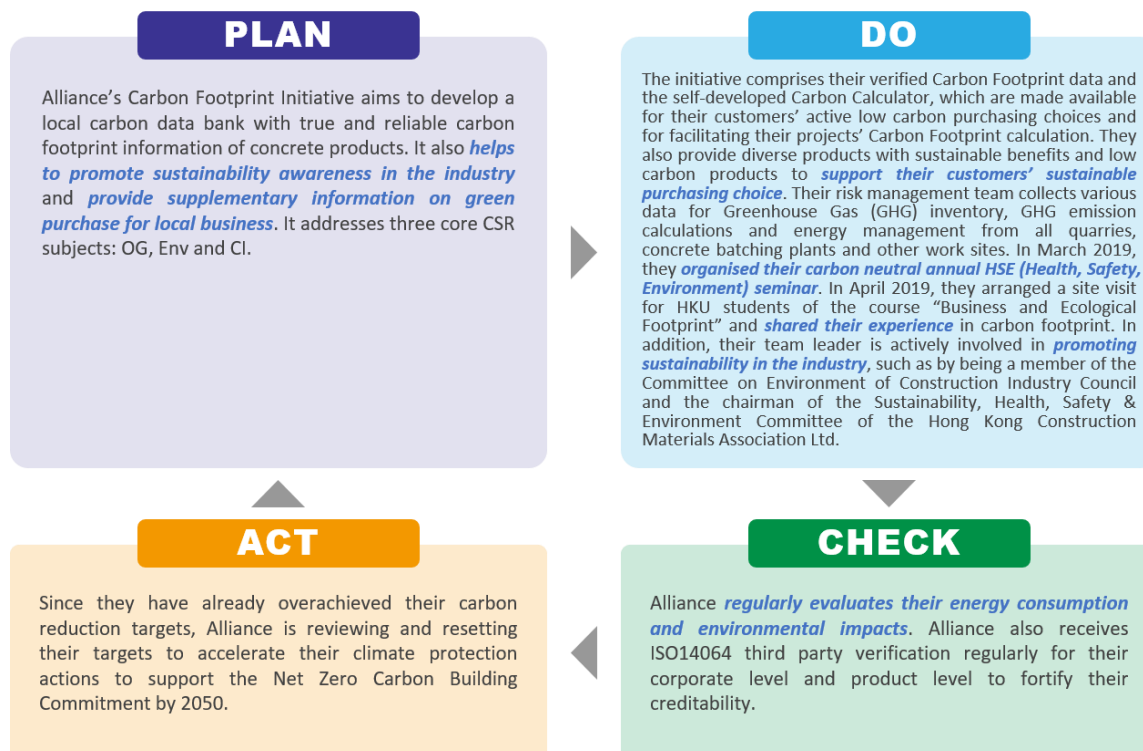 PLAN
Alliance's Carbon Footprint Initiative aims to develop a
local carbon data bank with true and reliable carbon
footprint information of concrete products. It also helps
to promote sustainability awareness in the industry
and provide supplementary information on green
purchase for local business. It addresses three core CSR
subjects: OG, Env and CI.
DO
The initiative comprises their verified Carbon Footprint data and
the self-developed Carbon Calculator, which are made available
for their customers' active low carbon purchasing choices and
for facilitating their projects' Carbon Footprint calculation. They
also provide diverse products with sustainable benefits and low
carbon products to support their customers' sustainable
purchasing choice. Their risk management team collects various
data for Greenhouse Gas (GHG) inventory, GHG emission
calculations and energy management from all quarries,
concrete batching plants and other work sites. In March 2019,
they organised their carbon neutral annual HSE (Health, Safety,
Environment) seminar. In April 2019, they arranged a site visit
for HKU students of the course "Business and Ecological
Footprint" and shared their experience in carbon footprint. In
addition, their team leader is actively involved in promoting
sustainability in the industry, such as by being a member of the
Committee on Environment of Construction Industry Council
and the chairman of the Sustainability, Health, Safety &
Environment Committee of the Hong Kong Construction
Materials Association Ltd.
ACT
Since they have already overachieved their carbon
reduction targets, Alliance is reviewing and resetting
their targets to accelerate their climate protection
actions to support the Net Zero Carbon Building
Commitment by 2050.
CHECK
Alliance regularly evaluates their energy consumption
and environmental impacts. Alliance also receives
ISO14064 third party verification regularly for their
corporate level and product level to fortify their
creditability.